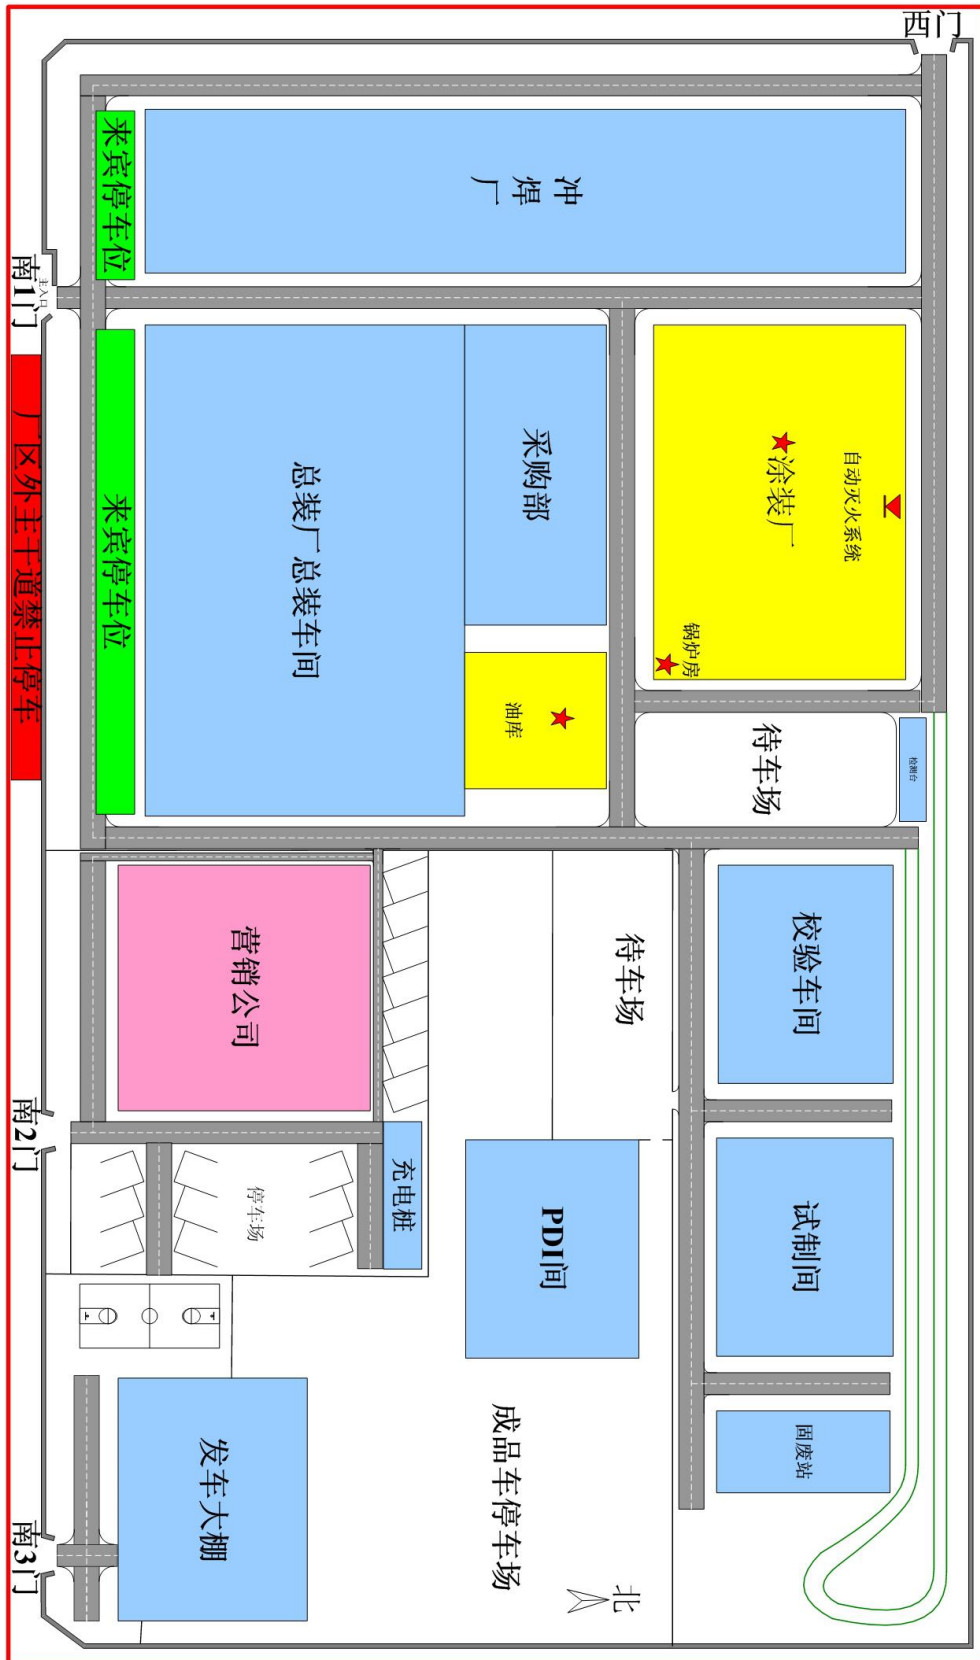 西门
来宾停车位
冲焊厂
南1门
主入口
厂区外主干道禁止停车
来宾停车位
总装厂总装车间
采购部
油库
涂装厂
自动灭火系统
锅炉房
待车场
检测台
营销公司
待车场
校验车间
南2门
停车场
充电桩
PDI间
试制间
固废站
成品车停车场
发车大棚
南3门
北